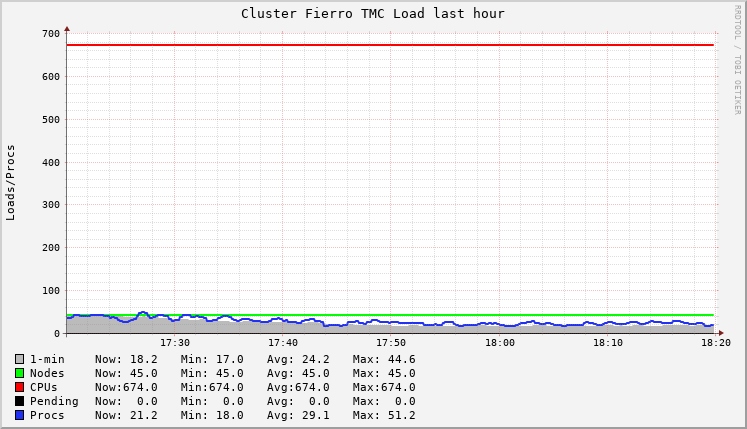 Cluster Fierro TMC Load last hour
RRDTOOL / TOBI OETIKER
Loads/Procs
700
600
500
400
300
200
100
0
17:30 17:40 17:50 18:00 18:10 18:20
1-min Now: 18.2 Min: 17.0 Avg: 24.2 Max: 44.6
Nodes Now: 45.0 Min: 45.0 Avg: 45.0 Max: 45.0
CPUs Now:674.0 Min:674.0 Avg:674.0 Max:674.0
Pending Now: 0.0 Min: 0.0 Avg: 0.0 Max: 0.0
Procs Now: 21.2 Min: 18.0 Avg: 29.1 Max: 51.2